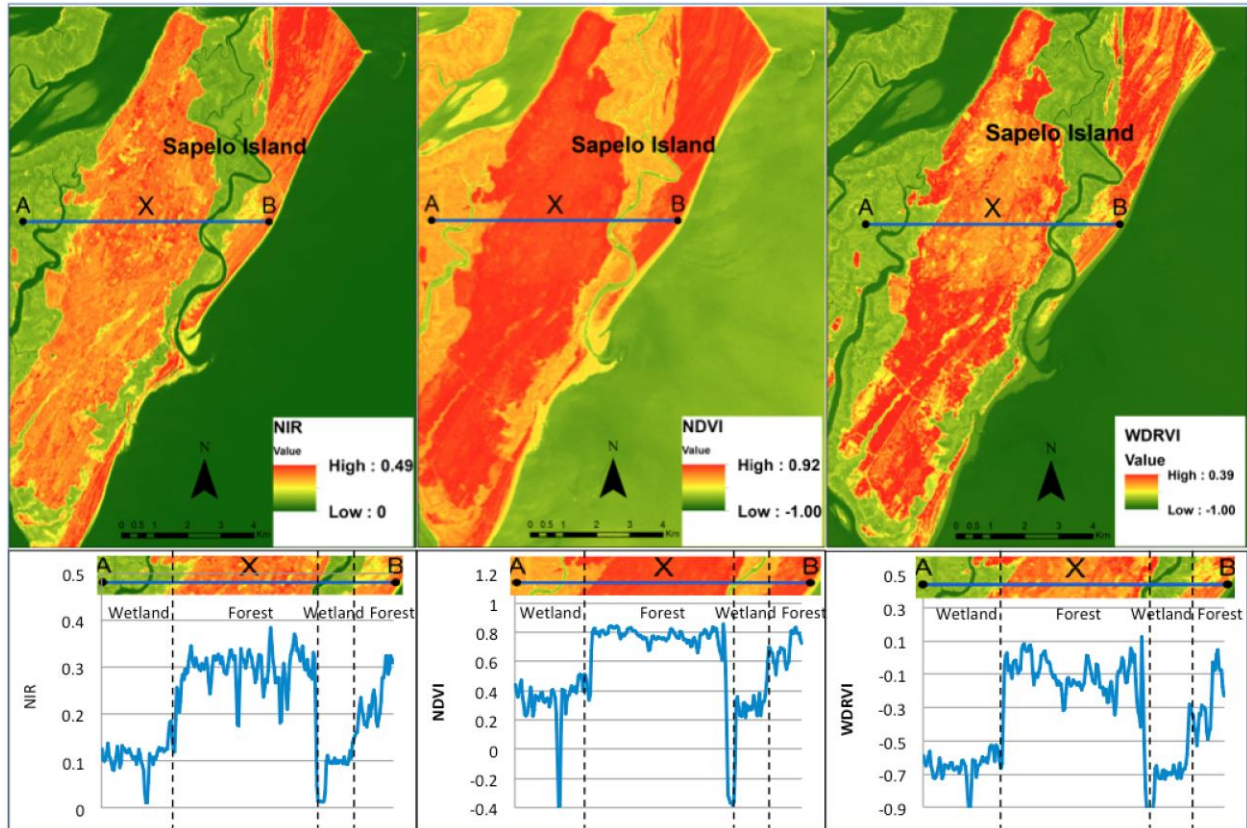 Sapelo Island
A X B
NIR
Value
High : 0.49
Low : 0
N
0 0.5 1 2 3 4
Km
Sapelo Island
A X B
NDVI
Value
High : 0.92
Low : -1.00
N
0 0.5 1 2 3 4
Km
Sapelo Island
A X B
WDRVI
Value
High : 0.39
Low : -1.00
N
0 0.5 1 2 3 4
Km
A X B
Wetland Forest Wetland Forest
0.5
0.4
0.3
0.2
0.1
0
NIR
A X B
Wetland Forest Wetland Forest
1.2
1
0.8
0.6
0.4
0.2
0
-0.2
-0.4
NDVI
A X B
Wetland Forest Wetland Forest
0.5
0.3
0.1
-0.1
-0.3
-0.5
-0.7
-0.9
WDRVI